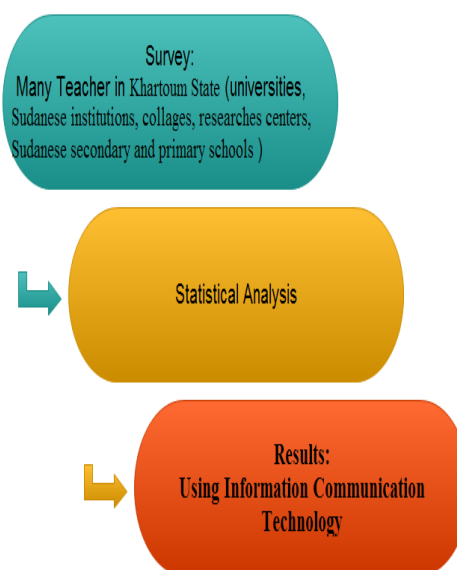 Survey:
Many Teacher in Khartoum State (universities,
Sudanese institutions, collages, researches centers,
Sudanese secondary and primary schools )
Statistical Analysis
Results:
Using Information Communication
Technology